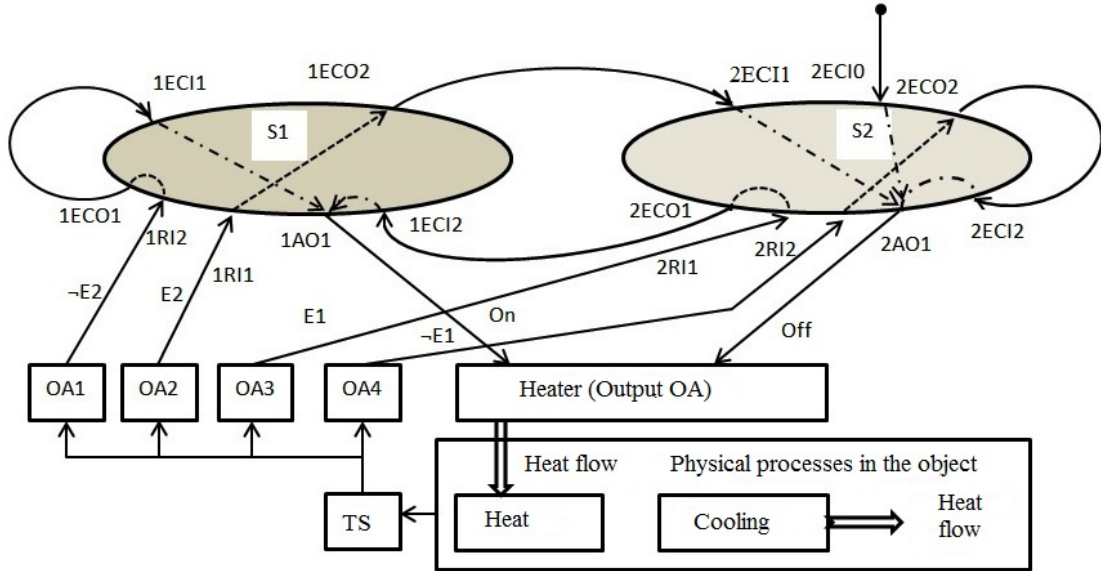 1ECI1
1ECO2
2ECI1
2ECI0
2ECO2
S1
S2
1ECO1
1RI2
1AO1
1ECI2
2ECO1
2RI2
2AO1
2ECI2
1RI1
2RI1
¬E2
E2
E1
On
¬E1
Off
OA1
OA2
OA3
OA4
Heater (Output OA)
Heat flow
Physical processes in the object
TS
Heat
Cooling
Heat
flow